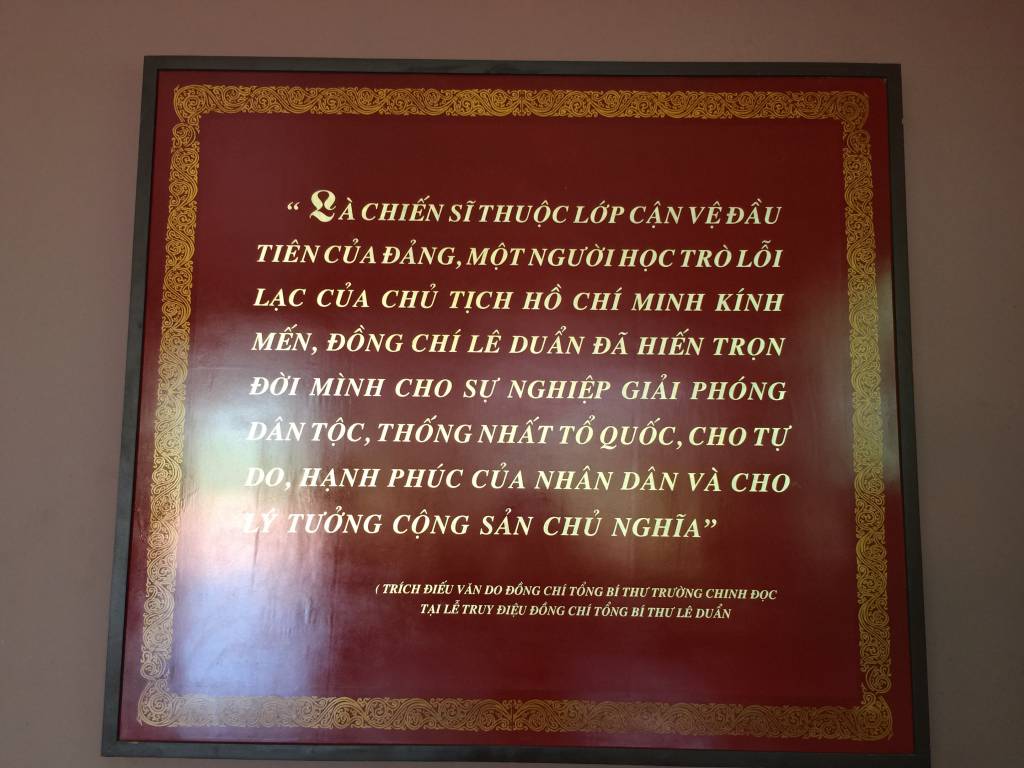 “ LÀ CHIẾN SĨ THUỘC LỚP CẬN VỆ ĐẦU
TIÊN CỦA ĐẢNG, MỘT NGƯỜI HỌC TRÒ LỖI
LẠC CỦA CHỦ TỊCH HỒ CHÍ MINH KÍNH
MẾN, ĐỒNG CHÍ LÊ DUẨN ĐÃ HIẾN TRỌN
ĐỜI MÌNH CHO SỰ NGHIỆP GIẢI PHÓNG
DÂN TỘC, THỐNG NHẤT TỔ QUỐC, CHO TỰ
DO, HẠNH PHÚC CỦA NHÂN DÂN VÀ CHO
LÝ TƯỞNG CỘNG SẢN CHỦ NGHĨA”
( TRÍCH ĐIẾU VĂN DO ĐỒNG CHÍ TỔNG BÍ THƯ TRƯỜNG CHINH ĐỌC
TẠI LỄ TRUY ĐIỆU ĐỒNG CHÍ TỔNG BÍ THƯ LÊ DUẨN